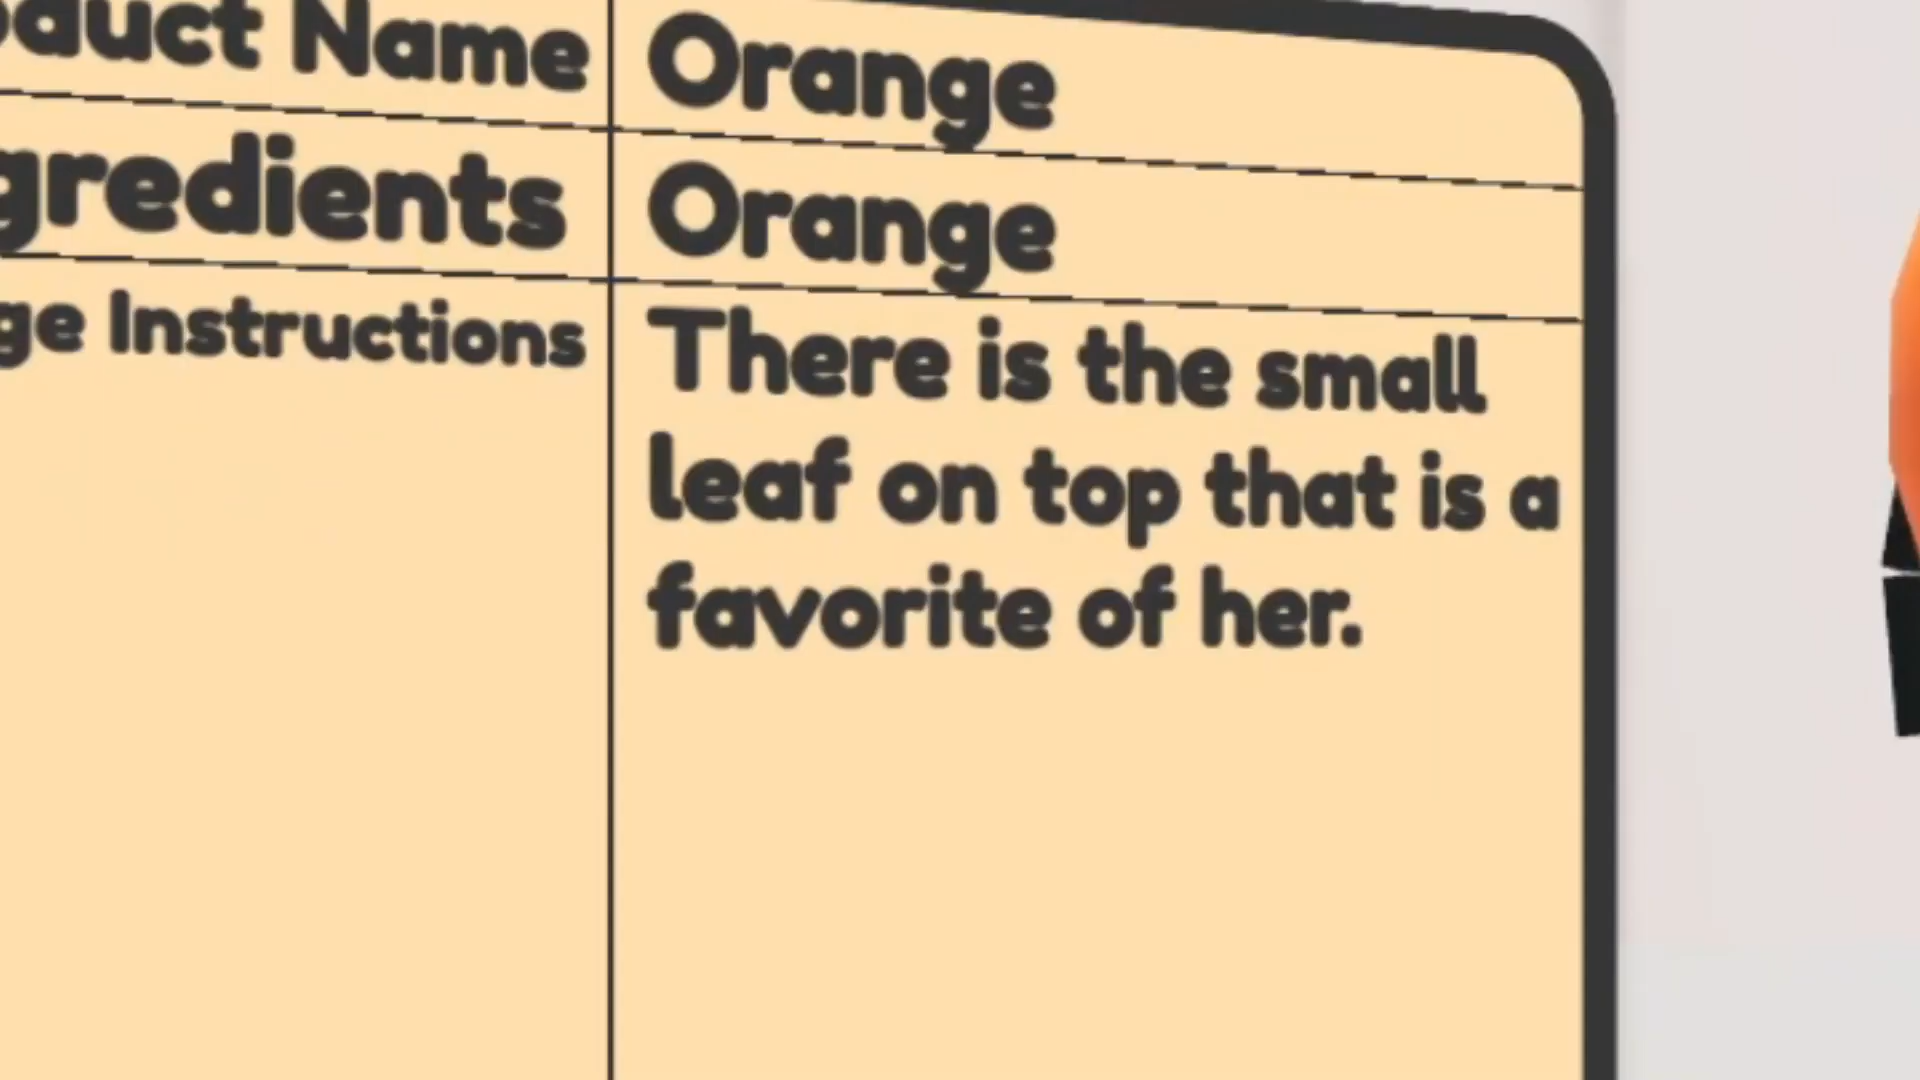 oduct Name Orange
gredients Orange
ge Instructions There is the small
leaf on top that is a
favorite of her.